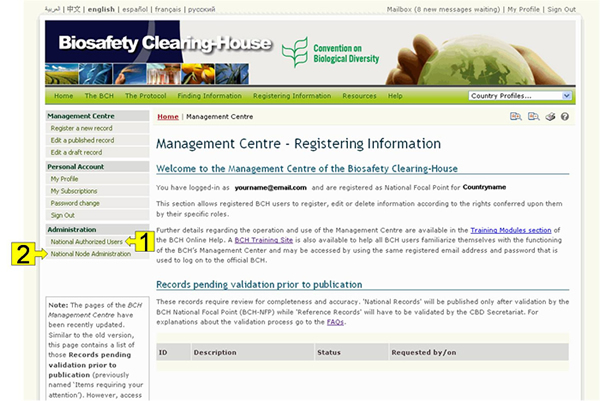 العربية | 中文 | english | español | français | русский
Mailbox (0 new messages waiting) | My Profile | Sign Out
Biosafety Clearing-House
Convention on
Biological Diversity
Home The BCH The Protocol Finding Information Registering Information Resources Help Country Profiles...
Management Centre
Register a new record
Edit a published record
Edit a draft record
Personal Account
My Profile
My Subscriptions
Password change
Sign Out
Administration
National Authorized Users
1
2
National Node Administration
Note: The pages of the BCH
Management Centre have
been recently updated.
Similar to the old version,
this page contains a list of
those Records pending
validation prior to
publication (previously
named 'Items requiring your
attention'). However, access
Home | Management Centre
Management Centre - Registering Information
Welcome to the Management Centre of the Biosafety Clearing-House
You have logged-in as yourname@email.com and are registered as National Focal Point for Countryname
This section allows registered BCH users to register, edit or delete information according to the rights conferred upon them
by their specific roles.
Further details regarding the operation and use of the Management Centre are available in the Training Modules section of
the BCH Online Help. A BCH Training Site is also available to help all BCH users familiarize themselves with the functioning
of the BCH's Management Center and may be accessed by using the same registered email address and password that is
used to log on to the official BCH.
Records pending validation prior to publication
These records require review for completeness and accuracy. 'National Records' will be published only after validation by the
BCH National Focal Point (BCH-NFP) while 'Reference Records' will have to be validated by the CBD Secretariat. For
explanations about the validation process go to the FAQs.
ID Description Status Requested by/on